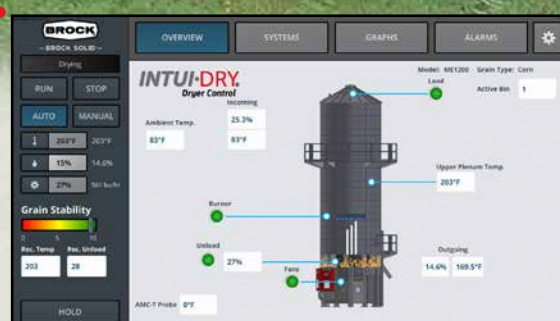 BROCK
BROCK SOLID
Drying
RUN STOP
AUTO MANUAL
203°F 203°F
15% 14.6%
27% 561 bu/hr
Grain Stability
0 5 10
Rec. Temp Rec. Unload
203 28
HOLD
OVERVIEW SYSTEMS GRAPHS ALARMS
INTUI-DRY.
Dryer Control
Model: ME1200 Grain Type: Corn
Load
Active Bin 1
Incoming
25.3%
83°F
Ambient Temp.
83°F
Upper Plenum Temp.
203°F
Burner
Unload
27%
Fans
Outgoing
14.6% 169.5°F
AMC-T Probe 0°F